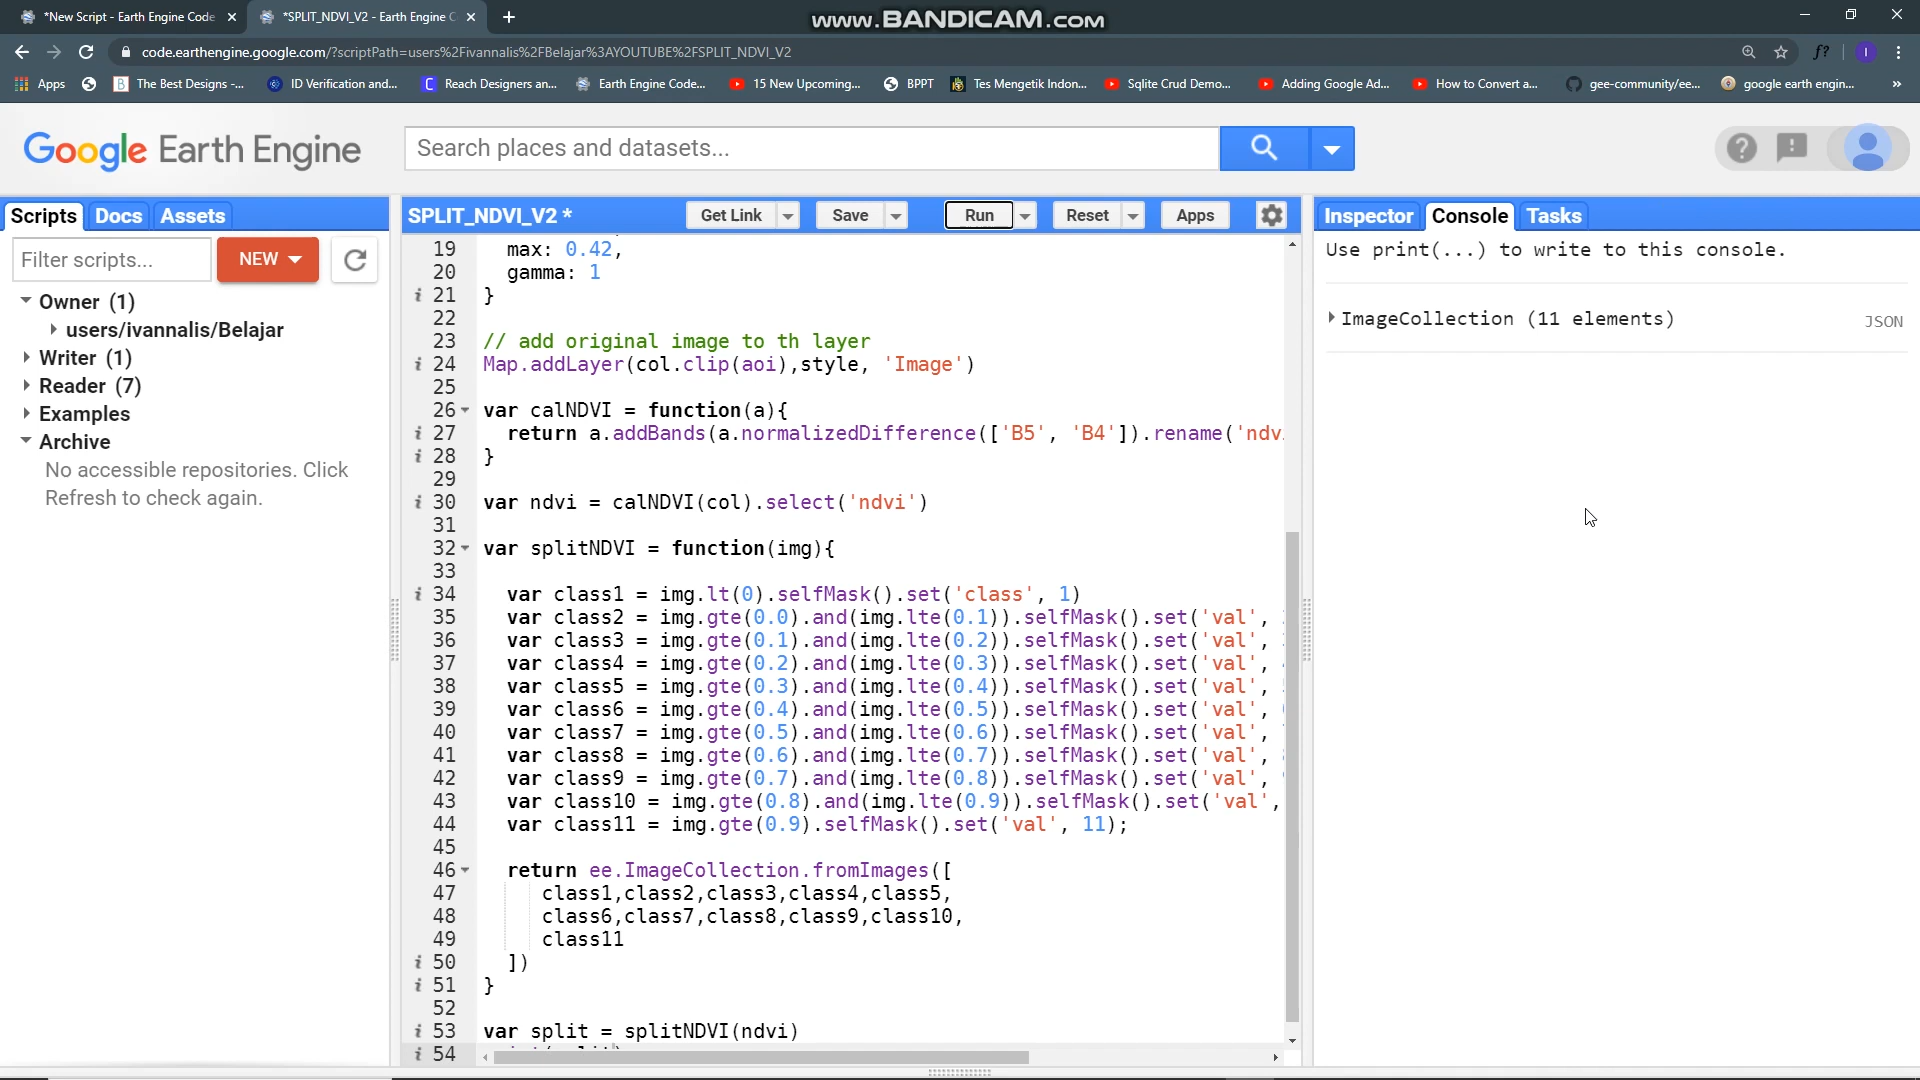 *New Script - Earth Engine Code
*SPLIT_NDVI_V2 - Earth Engine C
www.BANDICAM.com
code.earthengine.google.com/?scriptPath=users%2Fivannalis%2FBelajar%3AYOUTUBE%2FSPLIT_NDVI_V2
f?
I
Apps
The Best Designs -...
ID Verification and...
Reach Designers an...
Earth Engine Code...
15 New Upcoming...
BPPT
Tes Mengetik Indon...
Sqlite Crud Demo...
Adding Google Ad...
How to Convert a...
gee-community/ee...
google earth engin...
»
Google Earth Engine
Search places and datasets...
Scripts
Docs
Assets
SPLIT_NDVI_V2 *
Get Link
Save
Run
Reset
Apps
Inspector
Console
Tasks
Filter scripts...
NEW
Owner (1)
users/ivannalis/Belajar
Writer (1)
Reader (7)
Examples
Archive
No accessible repositories. Click
Refresh to check again.
19 max: 0.42,
20 gamma: 1
i 21 }
22
23 // add original image to th layer
i 24 Map.addLayer(col.clip(aoi),style, 'Image')
25
26 var calNDVI = function(a){
i 27 return a.addBands(a.normalizedDifference(['B5', 'B4']).rename('ndv
i 28 }
29
i 30 var ndvi = calNDVI(col).select('ndvi')
31
32 var splitNDVI = function(img){
33
i 34 var class1 = img.lt(0).selfMask().set('class', 1)
35 var class2 = img.gte(0.0).and(img.lte(0.1)).selfMask().set('val',
36 var class3 = img.gte(0.1).and(img.lte(0.2)).selfMask().set('val',
37 var class4 = img.gte(0.2).and(img.lte(0.3)).selfMask().set('val',
38 var class5 = img.gte(0.3).and(img.lte(0.4)).selfMask().set('val',
39 var class6 = img.gte(0.4).and(img.lte(0.5)).selfMask().set('val',
40 var class7 = img.gte(0.5).and(img.lte(0.6)).selfMask().set('val',
41 var class8 = img.gte(0.6).and(img.lte(0.7)).selfMask().set('val',
42 var class9 = img.gte(0.7).and(img.lte(0.8)).selfMask().set('val',
43 var class10 = img.gte(0.8).and(img.lte(0.9)).selfMask().set('val',
44 var class11 = img.gte(0.9).selfMask().set('val', 11);
45
46 return ee.ImageCollection.fromImages([
47 class1,class2,class3,class4,class5,
48 class6,class7,class8,class9,class10,
49 class11
i 50 ])
i 51 }
52
i 53 var split = splitNDVI(ndvi)
i 54
Use print(...) to write to this console.
ImageCollection (11 elements)
JSON